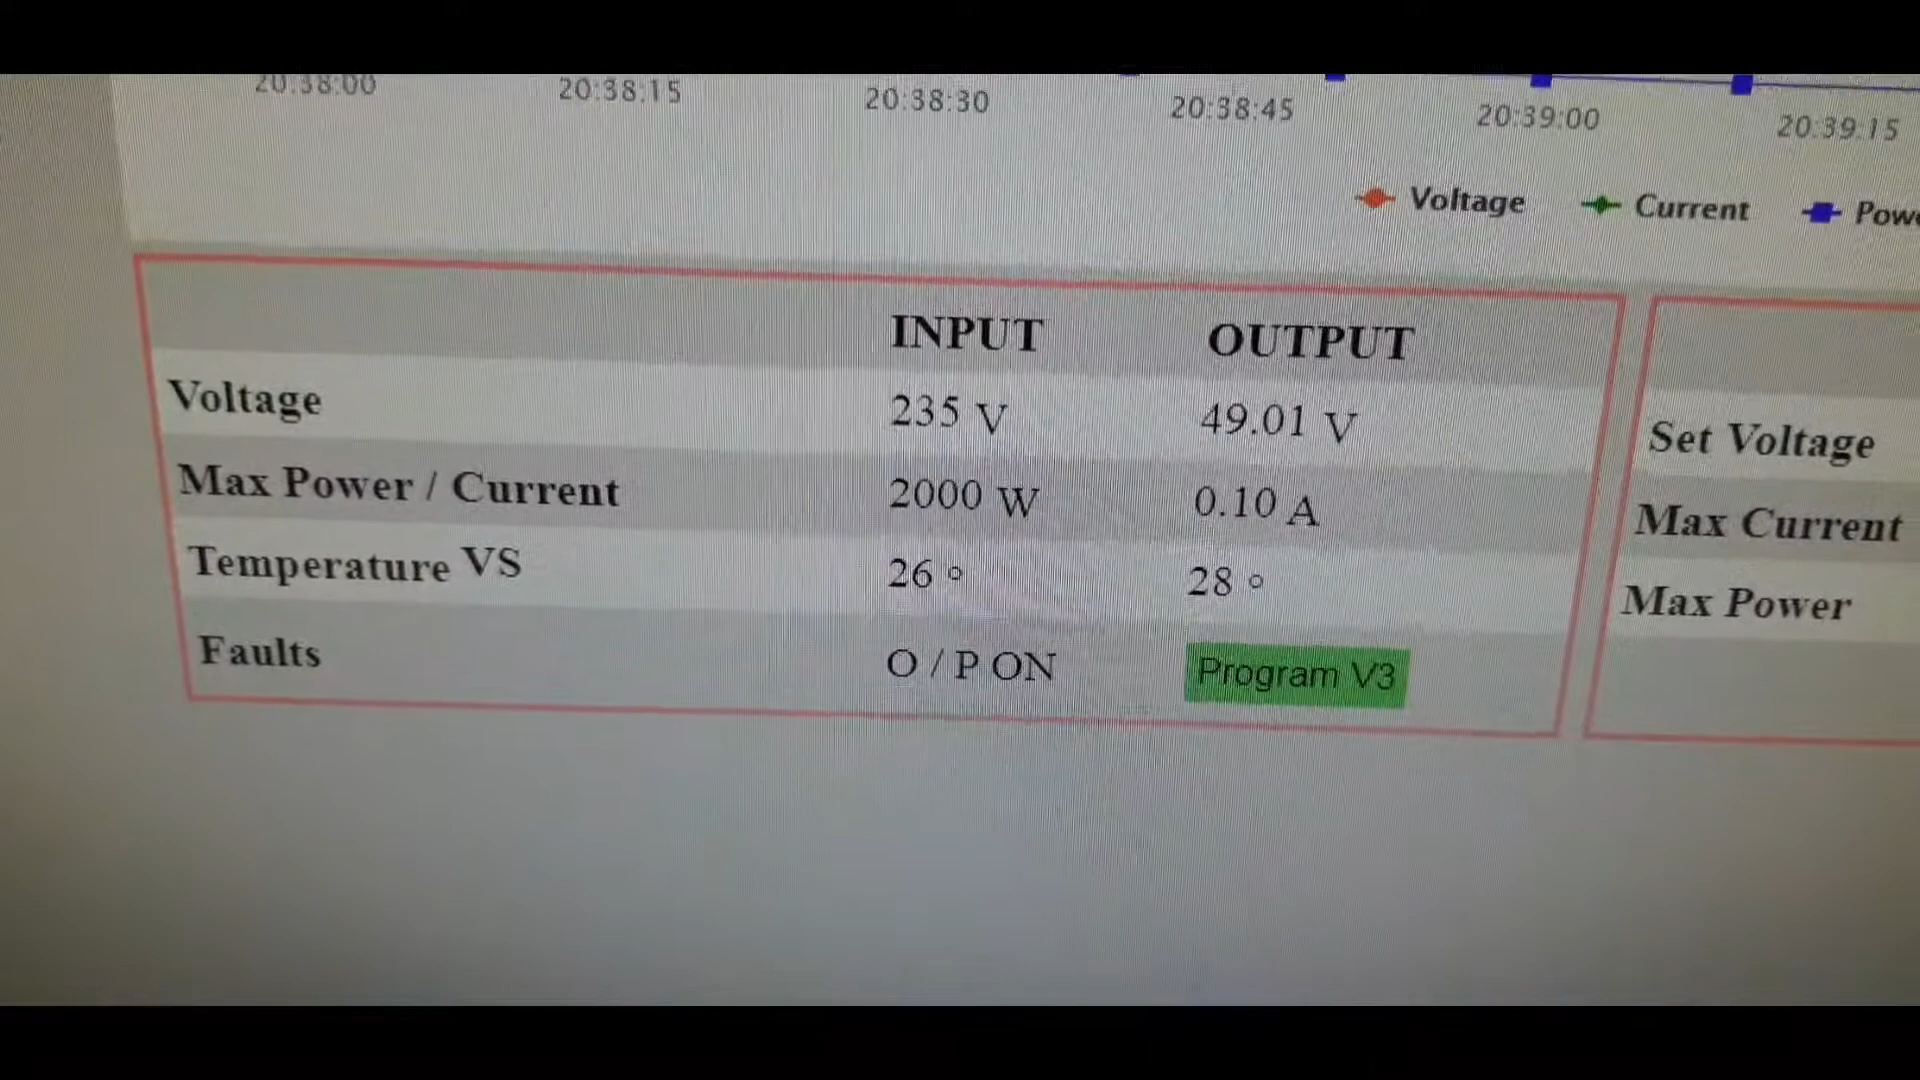 20:38:00 20:38:15 20:38:30 20:38:45 20:39:00 20:39:15
Voltage Current
INPUT OUTPUT
Voltage 235 V 49.01 V
Max Power / Current 2000 W 0.10 A
Temperature VS 26 ° 28 °
Faults O / P ON Program V3
Set Voltage
Max Current
Max Power